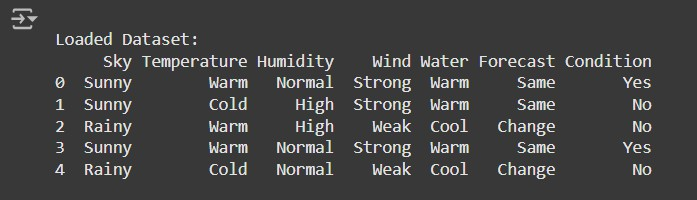 Loaded Dataset:
Sky Temperature Humidity Wind Water Forecast Condition
0 Sunny Warm Normal Strong Warm Same Yes
1 Sunny Cold High Strong Warm Same No
2 Rainy Warm High Weak Cool Change No
3 Sunny Warm Normal Strong Warm Same Yes
4 Rainy Cold Normal Weak Cool Change No